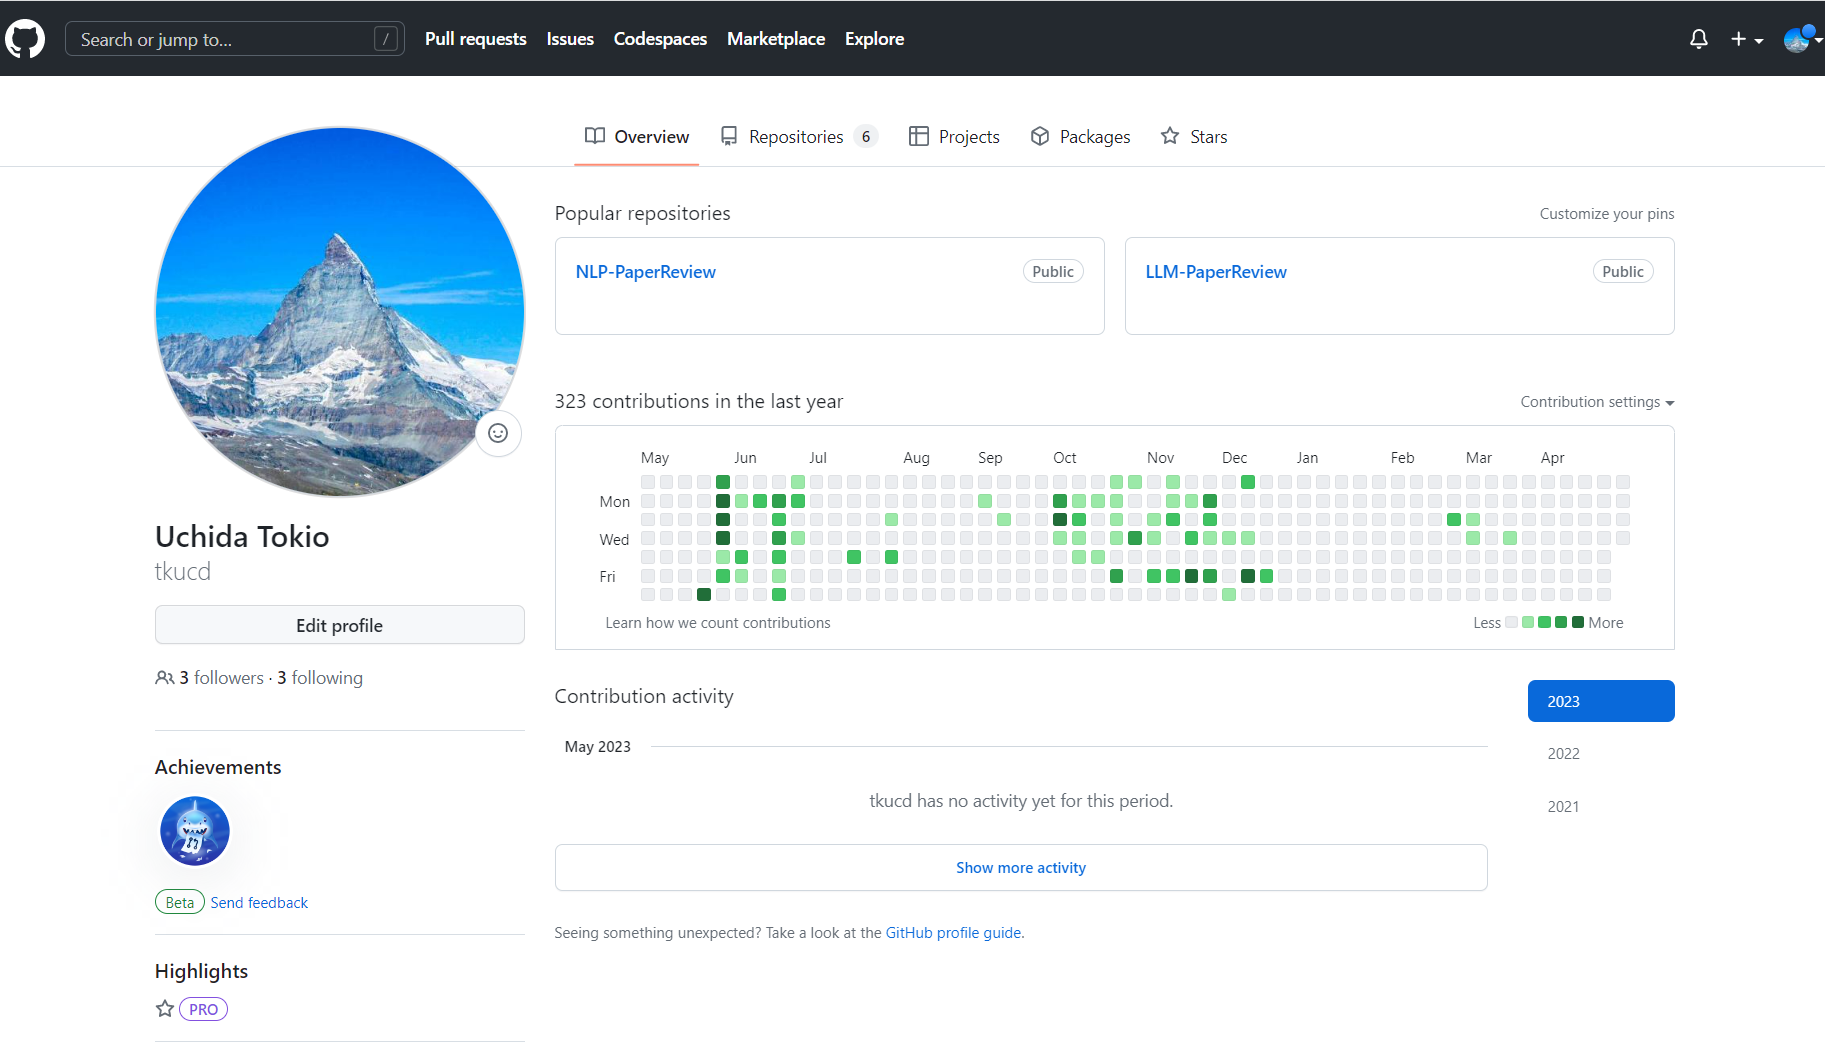 Search or jump to... /
Pull requests Issues Codespaces Marketplace Explore
Overview Repositories 6 Projects Packages Stars
Uchida Tokio
tkucd
Edit profile
3 followers · 3 following
Achievements
Beta Send feedback
Highlights
PRO
Popular repositories
Customize your pins
NLP-PaperReview Public
LLM-PaperReview Public
323 contributions in the last year
Contribution settings
May Jun Jul Aug Sep Oct Nov Dec Jan Feb Mar Apr
Mon
Wed
Fri
Learn how we count contributions
Less More
Contribution activity
May 2023
tkucd has no activity yet for this period.
Show more activity
Seeing something unexpected? Take a look at the GitHub profile guide.
2023
2022
2021